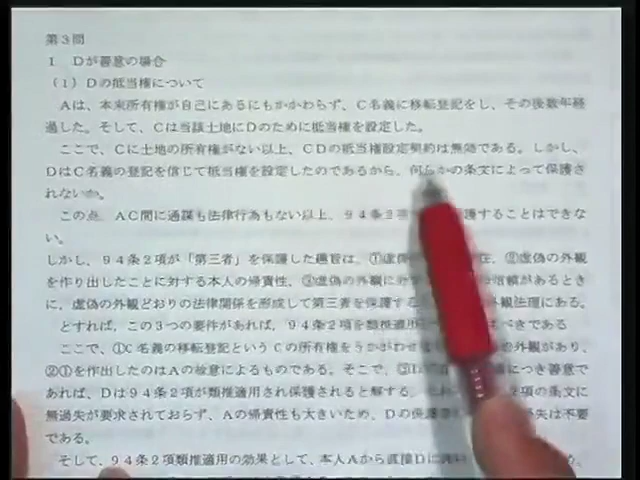 第3問
1 Dが善意の場合
(1)Dの抵当権について
Aは、本来所有権が自己にあるにもかかわらず、C名義に移転登記をし、その後数年経
過した。そして、Cは当該土地にDのために抵当権を設定した。
ここで、Cに土地の所有権がない以上、CDの抵当権設定契約は無効である。しかし、
DはC名義の登記を信じて抵当権を設定したのであるから、何らかの条文によって保護さ
れないか。
この点、AC間に通謀も法律行為もない以上、94条2項 護することはできな
い。
しかし、94条2項が「第三者」を保護した趣旨は、①虚偽の外観 在、②虚偽の外観
を作り出したことに対する本人の帰責性、③虚偽の外観に対 信頼があるとき
に、虚偽の外観どおりの法律関係を形成して第三者を保護する 外観法理にある。
とすれば、この3つの要件があれば、94条2項を類推適用 べきである
ここで、①C名義の移転登記というCの所有権をうかがわせ 外観があり、
②①を作出したのはAの故意によるものである。そこで、③D につき善意で
あれば、Dは94条2項が類推適用され保護されると解する。 項の条文に
無過失が要求されておらず、Aの帰責性も大きいため、Dの保護 失は不要
である。
そして、94条2項類推適用の効果として、本人Aから直接Dに